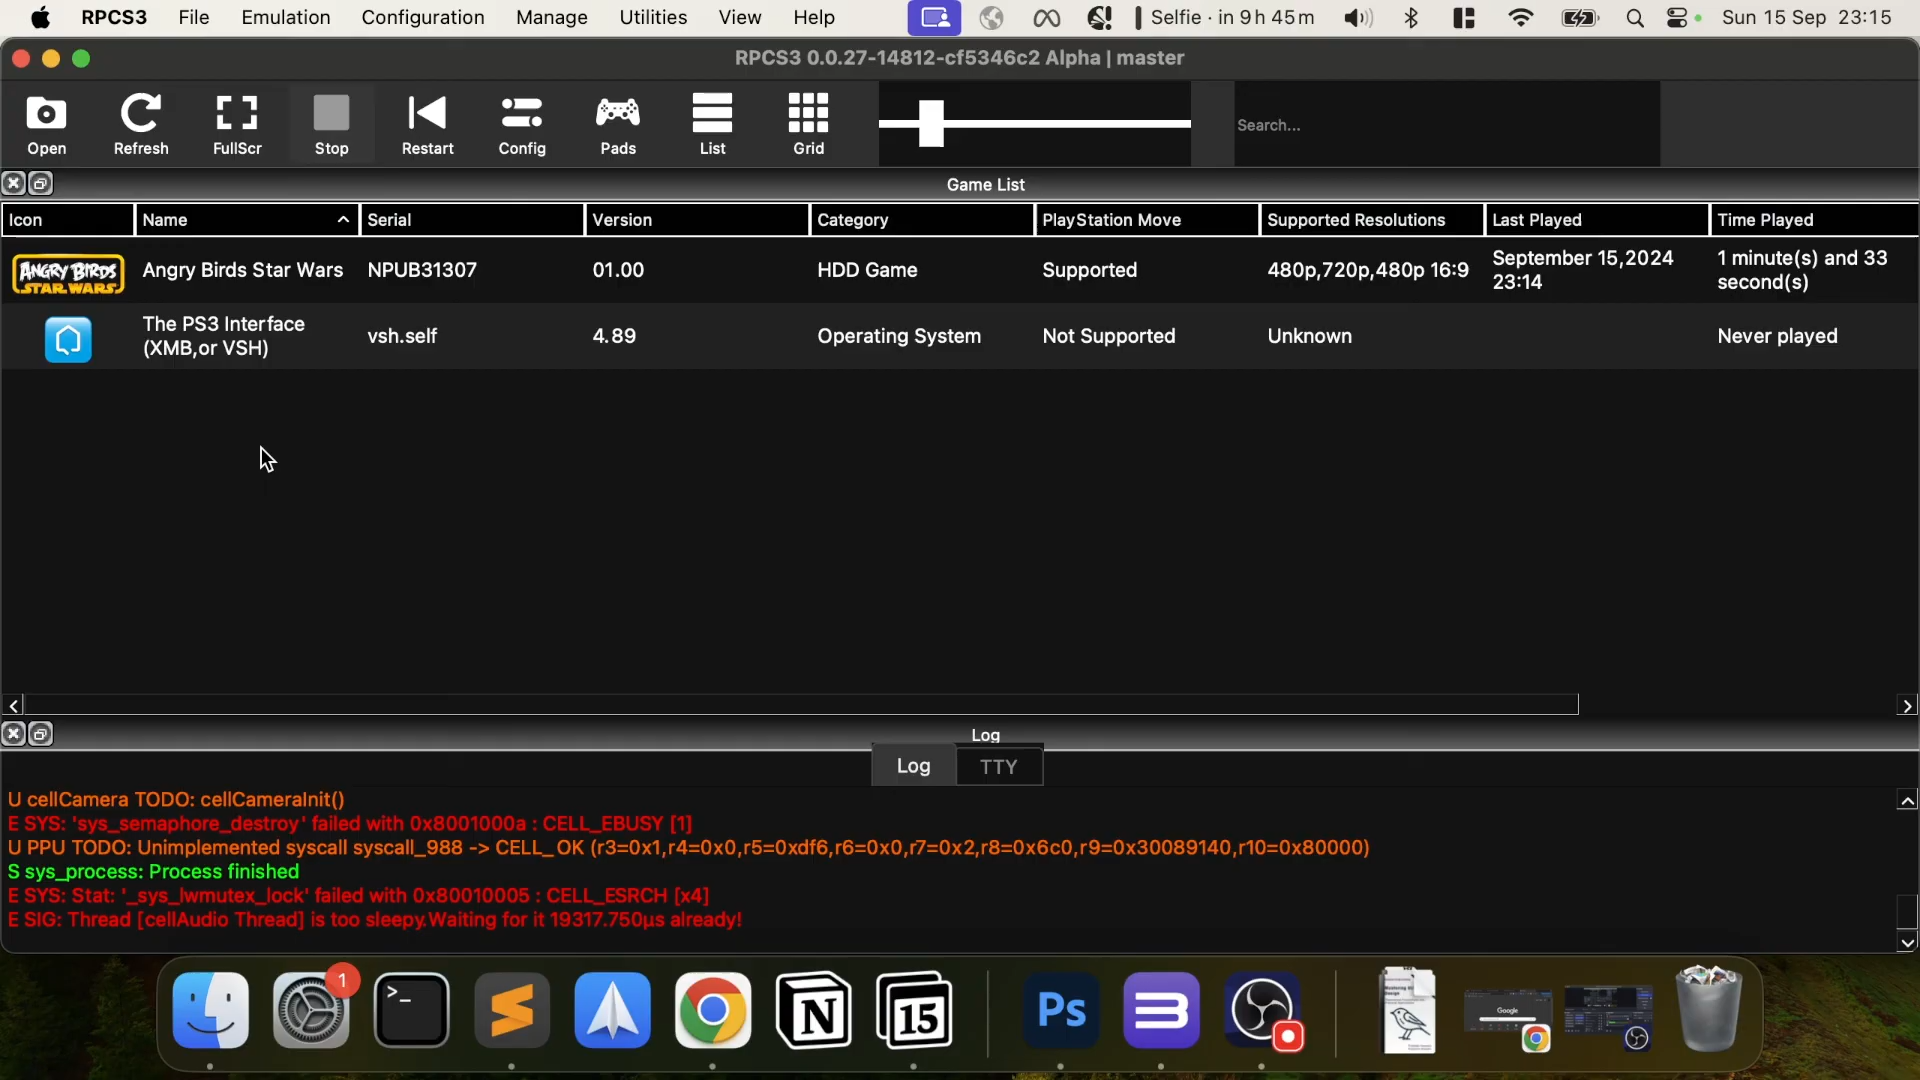 RPCS3 File Emulation Configuration Manage Utilities View Help Selfie · in 9h 45m Sun 15 Sep 23:15
RPCS3 0.0.27-14812-cf5346c2 Alpha | master
Open Refresh FullScr Stop Restart Config Pads List Grid Search...
Game List
Icon Name Serial Version Category PlayStation Move Supported Resolutions Last Played Time Played
ANGRY BIRDS STAR WARS Angry Birds Star Wars NPUB31307 01.00 HDD Game Supported 480p,720p,480p 16:9 September 15,2024 23:14 1 minute(s) and 33 second(s)
The PS3 Interface (XMB,or VSH) vsh.self 4.89 Operating System Not Supported Unknown Never played
Log
Log TTY
U cellCamera TODO: cellCameraInit()
E SYS: 'sys_semaphore_destroy' failed with 0x8001000a : CELL_EBUSY [1]
U PPU TODO: Unimplemented syscall syscall_988 -> CELL_OK (r3=0x1,r4=0x0,r5=0xdf6,r6=0x0,r7=0x2,r8=0x6c0,r9=0x30089140,r10=0x80000)
S sys_process: Process finished
E SYS: Stat: '_sys_lwmutex_lock' failed with 0x80010005 : CELL_ESRCH [x4]
E SIG: Thread [cellAudio Thread] is too sleepy.Waiting for it 19317.750µs already!
1
>_
N
15
Ps
Google